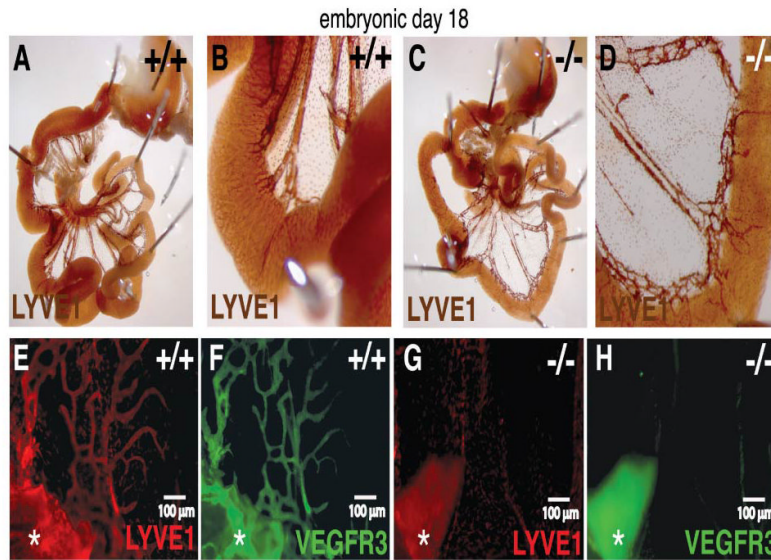 embryonic day 18
A +/+ B +/+ C -/- D -/-
LYVE1 LYVE1 LYVE1 LYVE1
E +/+ F +/+ G -/- H -/-
100 µm 100 µm 100 µm 100 µm
* LYVE1 * VEGFR3 * LYVE1 * VEGFR3